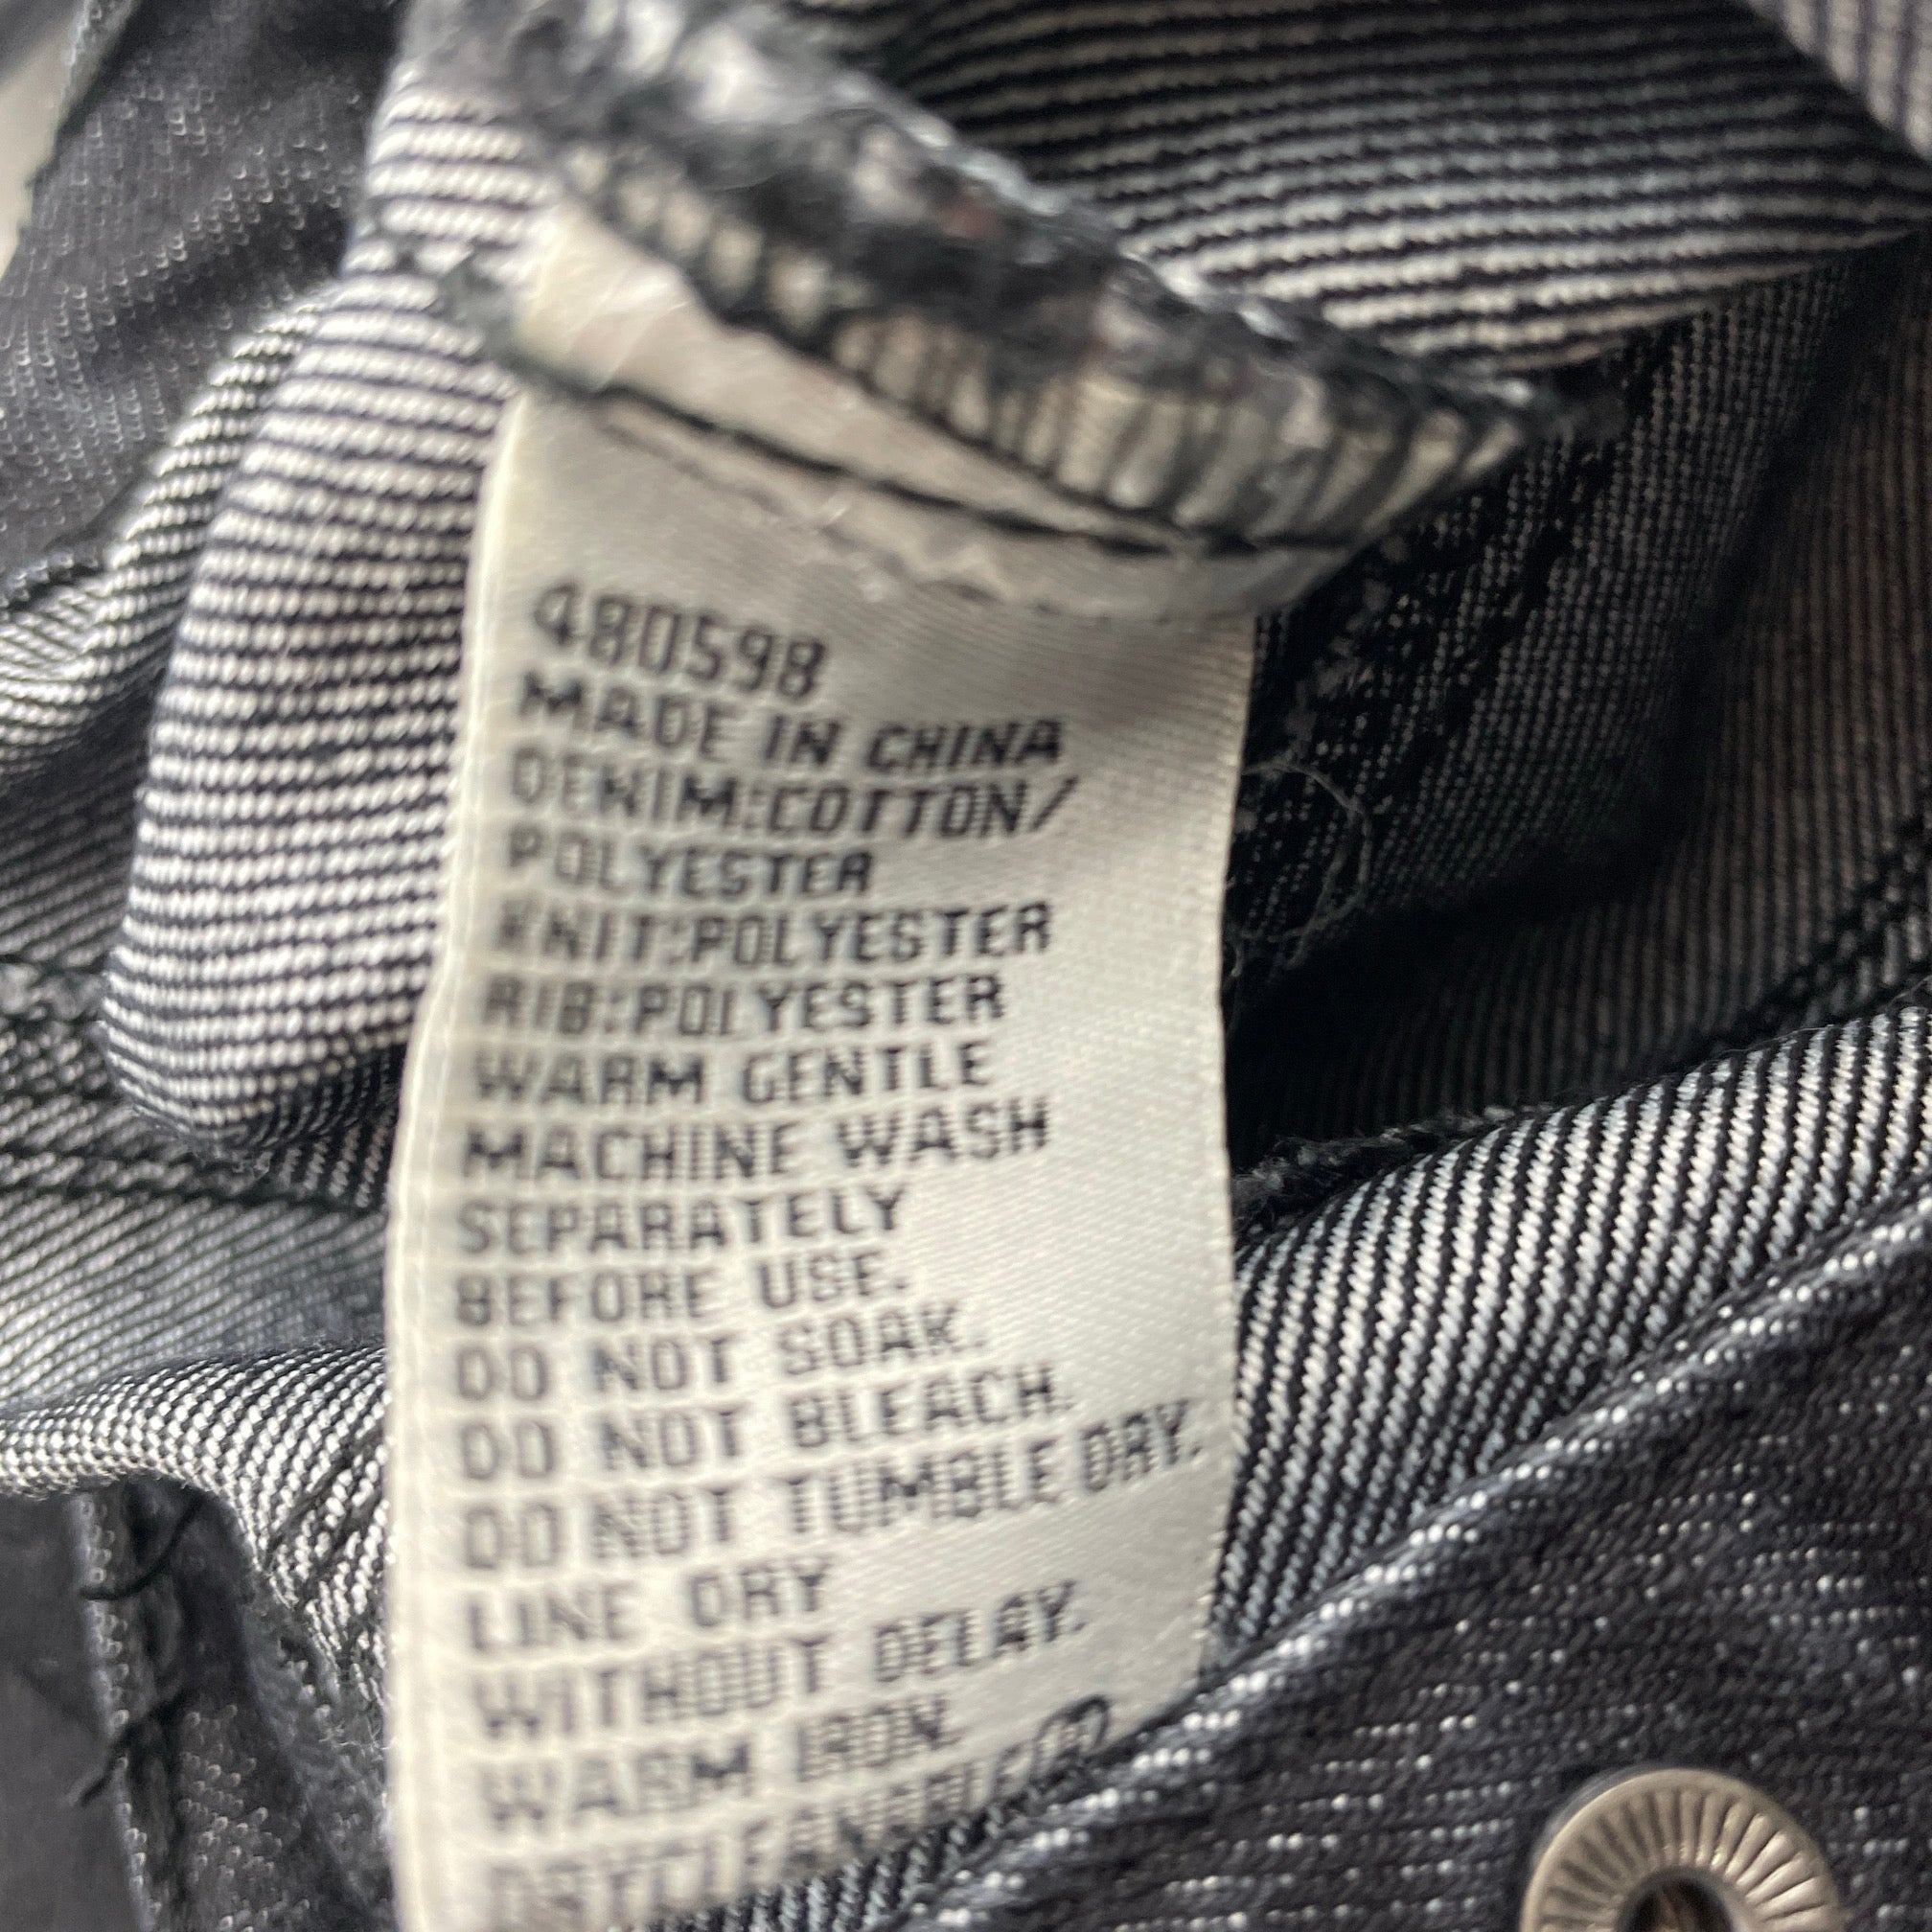 480598
MADE IN CHINA
DENIM:COTTON/
POLYESTER
KNIT:POLYESTER
RIB:POLYESTER
WARM GENTLE
MACHINE WASH
SEPARATELY
BEFORE USE.
DO NOT SOAK.
DO NOT BLEACH.
DO NOT TUMBLE DRY.
LINE DRY
WITHOUT DELAY.
WARM IRON.